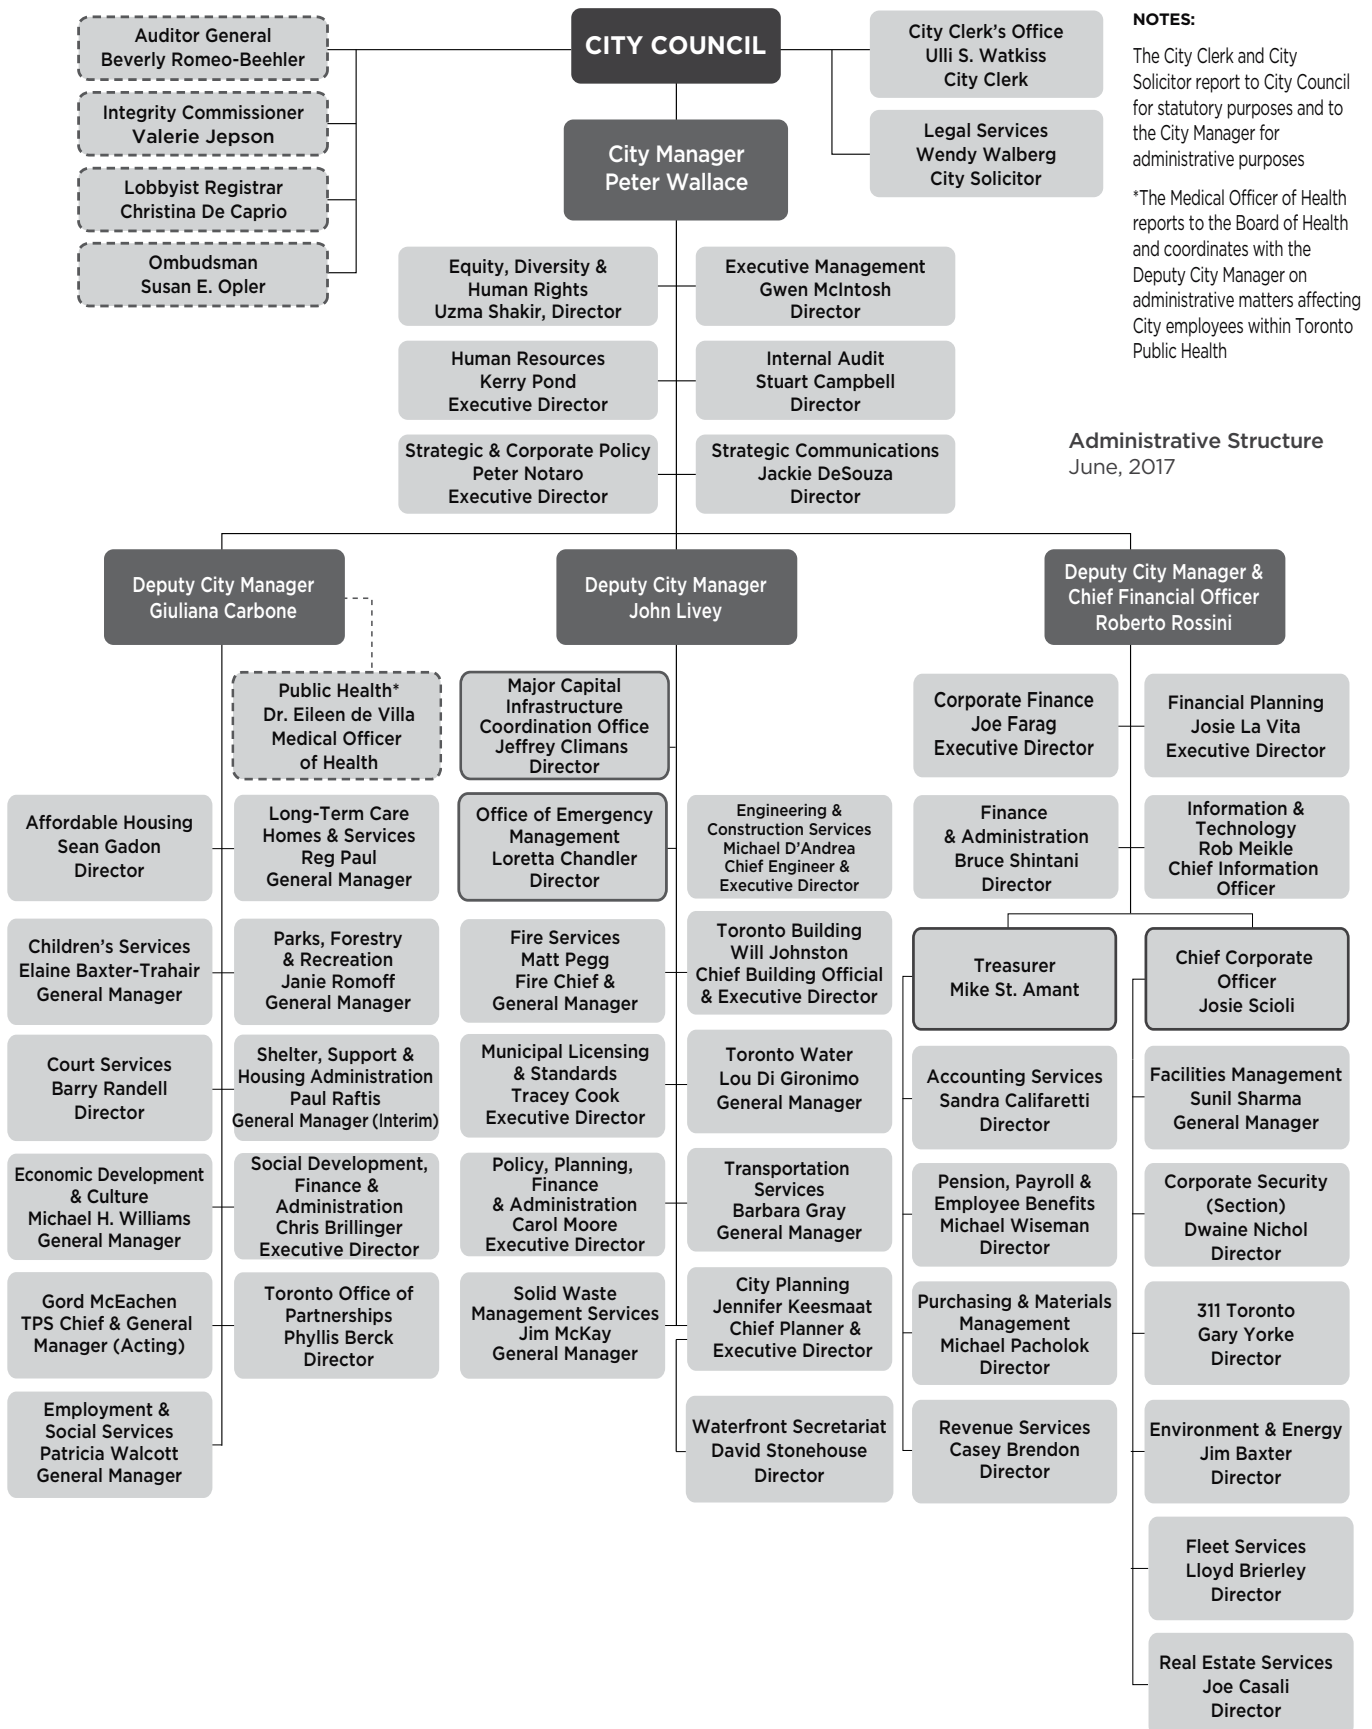 CITY COUNCIL
Auditor General
Beverly Romeo-Beehler
Integrity Commissioner
Valerie Jepson
Lobbyist Registrar
Christina De Caprio
Ombudsman
Susan E. Opler
City Clerk's Office
Ulli S. Watkiss
City Clerk
Legal Services
Wendy Walberg
City Solicitor
NOTES:
The City Clerk and City
Solicitor report to City Council
for statutory purposes and to
the City Manager for
administrative purposes
*The Medical Officer of Health
reports to the Board of Health
and coordinates with the
Deputy City Manager on
administrative matters affecting
City employees within Toronto
Public Health
Administrative Structure
June, 2017
City Manager
Peter Wallace
Equity, Diversity &
Human Rights
Uzma Shakir, Director
Executive Management
Gwen McIntosh
Director
Human Resources
Kerry Pond
Executive Director
Internal Audit
Stuart Campbell
Director
Strategic & Corporate Policy
Peter Notaro
Executive Director
Strategic Communications
Jackie DeSouza
Director
Deputy City Manager
Giuliana Carbone
Public Health*
Dr. Eileen de Villa
Medical Officer
of Health
Affordable Housing
Sean Gadon
Director
Long-Term Care
Homes & Services
Reg Paul
General Manager
Children's Services
Elaine Baxter-Trahair
General Manager
Parks, Forestry
& Recreation
Janie Romoff
General Manager
Court Services
Barry Randell
Director
Shelter, Support &
Housing Administration
Paul Raftis
General Manager (Interim)
Economic Development
& Culture
Michael H. Williams
General Manager
Social Development,
Finance &
Administration
Chris Brillinger
Executive Director
Gord McEachen
TPS Chief & General
Manager (Acting)
Toronto Office of
Partnerships
Phyllis Berck
Director
Employment &
Social Services
Patricia Walcott
General Manager
Deputy City Manager
John Livey
Major Capital
Infrastructure
Coordination Office
Jeffrey Climans
Director
Office of Emergency
Management
Loretta Chandler
Director
Engineering &
Construction Services
Michael D'Andrea
Chief Engineer &
Executive Director
Fire Services
Matt Pegg
Fire Chief &
General Manager
Toronto Building
Will Johnston
Chief Building Official
& Executive Director
Municipal Licensing
& Standards
Tracey Cook
Executive Director
Toronto Water
Lou Di Gironimo
General Manager
Policy, Planning,
Finance
& Administration
Carol Moore
Executive Director
Transportation
Services
Barbara Gray
General Manager
Solid Waste
Management Services
Jim McKay
General Manager
City Planning
Jennifer Keesmaat
Chief Planner &
Executive Director
Waterfront Secretariat
David Stonehouse
Director
Deputy City Manager &
Chief Financial Officer
Roberto Rossini
Corporate Finance
Joe Farag
Executive Director
Financial Planning
Josie La Vita
Executive Director
Finance
& Administration
Bruce Shintani
Director
Information &
Technology
Rob Meikle
Chief Information
Officer
Treasurer
Mike St. Amant
Accounting Services
Sandra Califaretti
Director
Pension, Payroll &
Employee Benefits
Michael Wiseman
Director
Purchasing & Materials
Management
Michael Pacholok
Director
Revenue Services
Casey Brendon
Director
Chief Corporate
Officer
Josie Scioli
Facilities Management
Sunil Sharma
General Manager
Corporate Security
(Section)
Dwaine Nichol
Director
311 Toronto
Gary Yorke
Director
Environment & Energy
Jim Baxter
Director
Fleet Services
Lloyd Brierley
Director
Real Estate Services
Joe Casali
Director